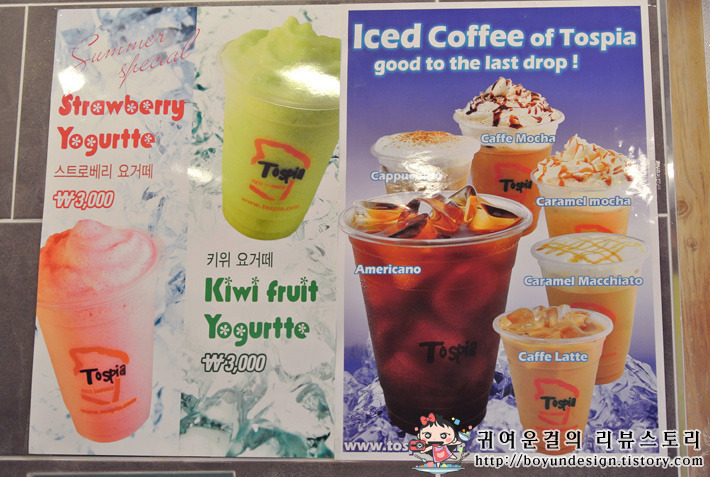 Summer
special
Strawberry
Yogurtte
스트로베리 요거떼
₩3,000
Tospia
Tospia
키위 요거떼
Kiwi fruit
Yogurtte
₩3,000
Iced Coffee of Tospia
good to the last drop !
Caffe Mocha
Tospia
Caramel mocha
Americano
Caramel Macchiato
Tospia
Caffe Latte
Tospia
www.tos
귀여운걸의 리뷰스토리
http://boyundesign.tistory.com/